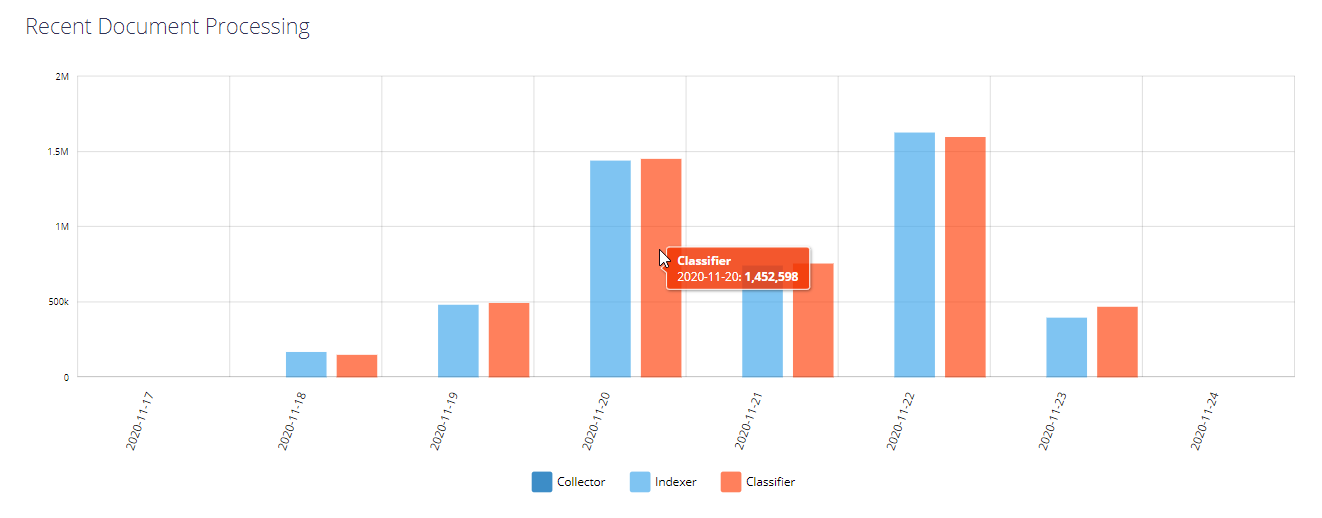 Recent Document Processing
2M
1.5M
1M
500k
0
Classifier
2020-11-20: 1,452,598
2020-11-17
2020-11-18
2020-11-19
2020-11-20
2020-11-21
2020-11-22
2020-11-23
2020-11-24
Collector
Indexer
Classifier